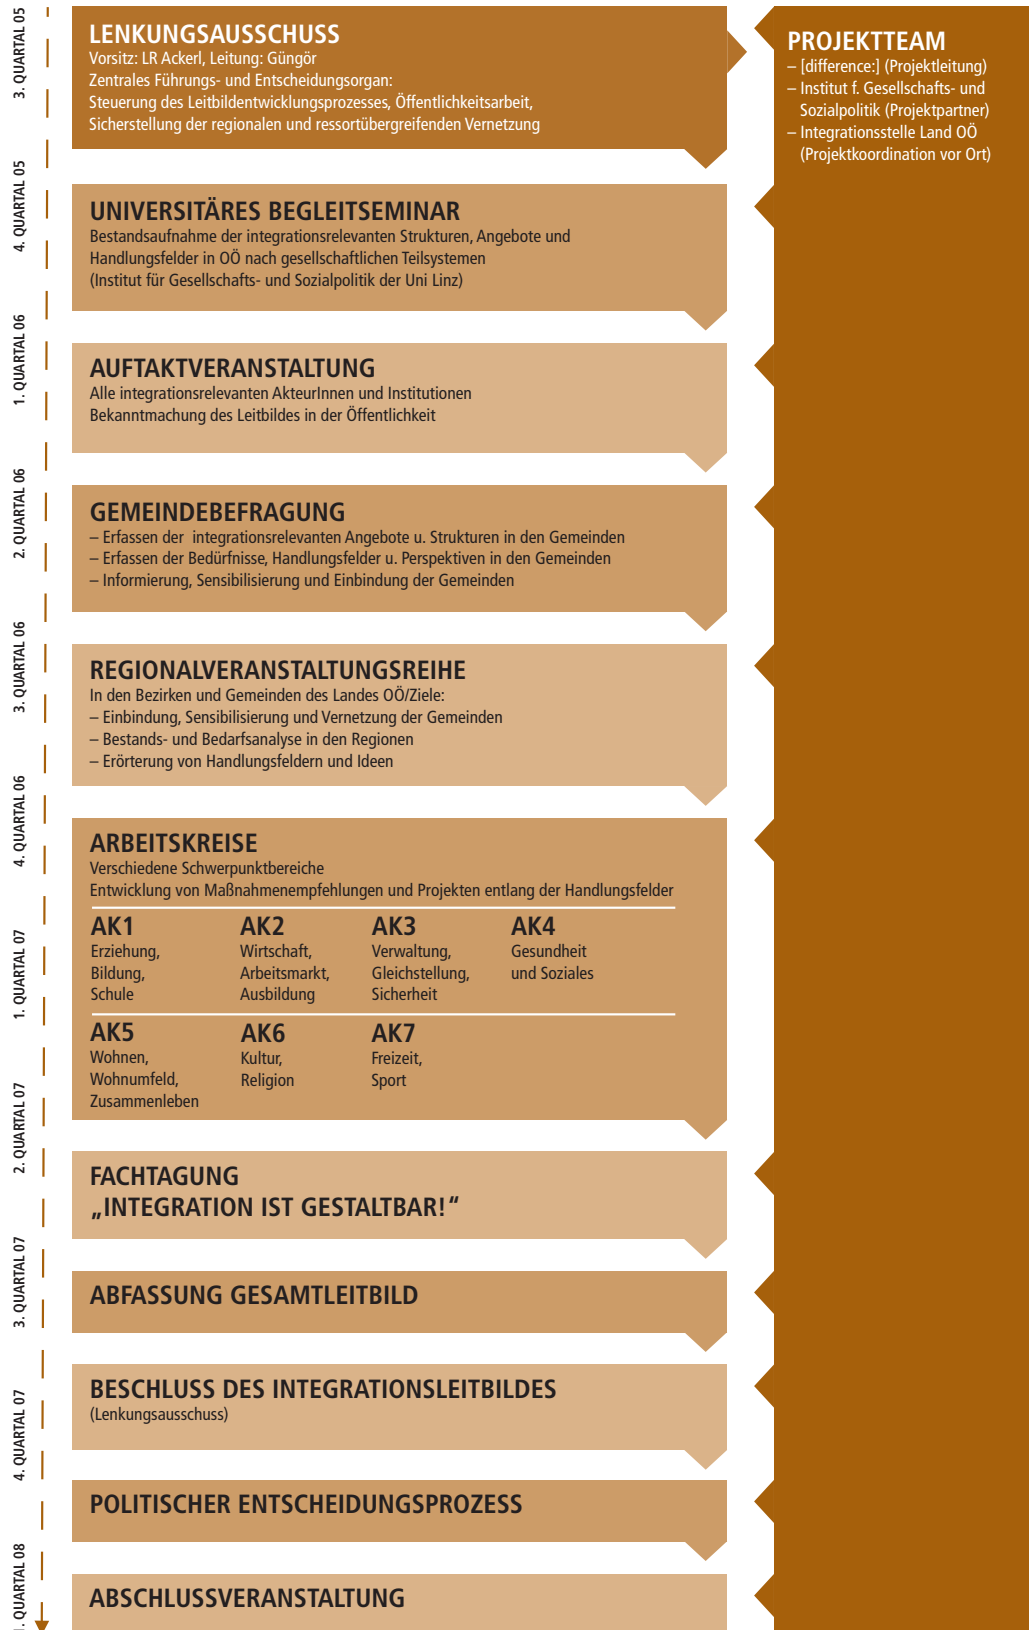 3. QUARTAL 05
4. QUARTAL 05
1. QUARTAL 06
2. QUARTAL 06
3. QUARTAL 06
4. QUARTAL 06
1. QUARTAL 07
2. QUARTAL 07
3. QUARTAL 07
4. QUARTAL 07
1. QUARTAL 08
LENKUNGSAUSSCHUSS
Vorsitz: LR Ackerl, Leitung: Güngör
Zentrales Führungs- und Entscheidungsorgan:
Steuerung des Leitbildentwicklungsprozesses, Öffentlichkeitsarbeit,
Sicherstellung der regionalen und ressortübergreifenden Vernetzung
PROJEKTTEAM
– [difference:] (Projektleitung)
– Institut f. Gesellschafts- und
Sozialpolitik (Projektpartner)
– Integrationsstelle Land OÖ
(Projektkoordination vor Ort)
UNIVERSITÄRES BEGLEITSEMINAR
Bestandsaufnahme der integrationsrelevanten Strukturen, Angebote und
Handlungsfelder in OÖ nach gesellschaftlichen Teilsystemen
(Institut für Gesellschafts- und Sozialpolitik der Uni Linz)
AUFTAKTVERANSTALTUNG
Alle integrationsrelevanten AkteurInnen und Institutionen
Bekanntmachung des Leitbildes in der Öffentlichkeit
GEMEINDEBEFRAGUNG
– Erfassen der integrationsrelevanten Angebote u. Strukturen in den Gemeinden
– Erfassen der Bedürfnisse, Handlungsfelder u. Perspektiven in den Gemeinden
– Informierung, Sensibilisierung und Einbindung der Gemeinden
REGIONALVERANSTALTUNGSREIHE
In den Bezirken und Gemeinden des Landes OÖ/Ziele:
– Einbindung, Sensibilisierung und Vernetzung der Gemeinden
– Bestands- und Bedarfsanalyse in den Regionen
– Erörterung von Handlungsfeldern und Ideen
ARBEITSKREISE
Verschiedene Schwerpunktbereiche
Entwicklung von Maßnahmenempfehlungen und Projekten entlang der Handlungsfelder
AK1
Erziehung,
Bildung,
Schule
AK2
Wirtschaft,
Arbeitsmarkt,
Ausbildung
AK3
Verwaltung,
Gleichstellung,
Sicherheit
AK4
Gesundheit
und Soziales
AK5
Wohnen,
Wohnumfeld,
Zusammenleben
AK6
Kultur,
Religion
AK7
Freizeit,
Sport
FACHTAGUNG
„INTEGRATION IST GESTALTBAR!“
ABFASSUNG GESAMTLEITBILD
BESCHLUSS DES INTEGRATIONSLEITBILDES
(Lenkungsausschuss)
POLITISCHER ENTSCHEIDUNGSPROZESS
ABSCHLUSSVERANSTALTUNG